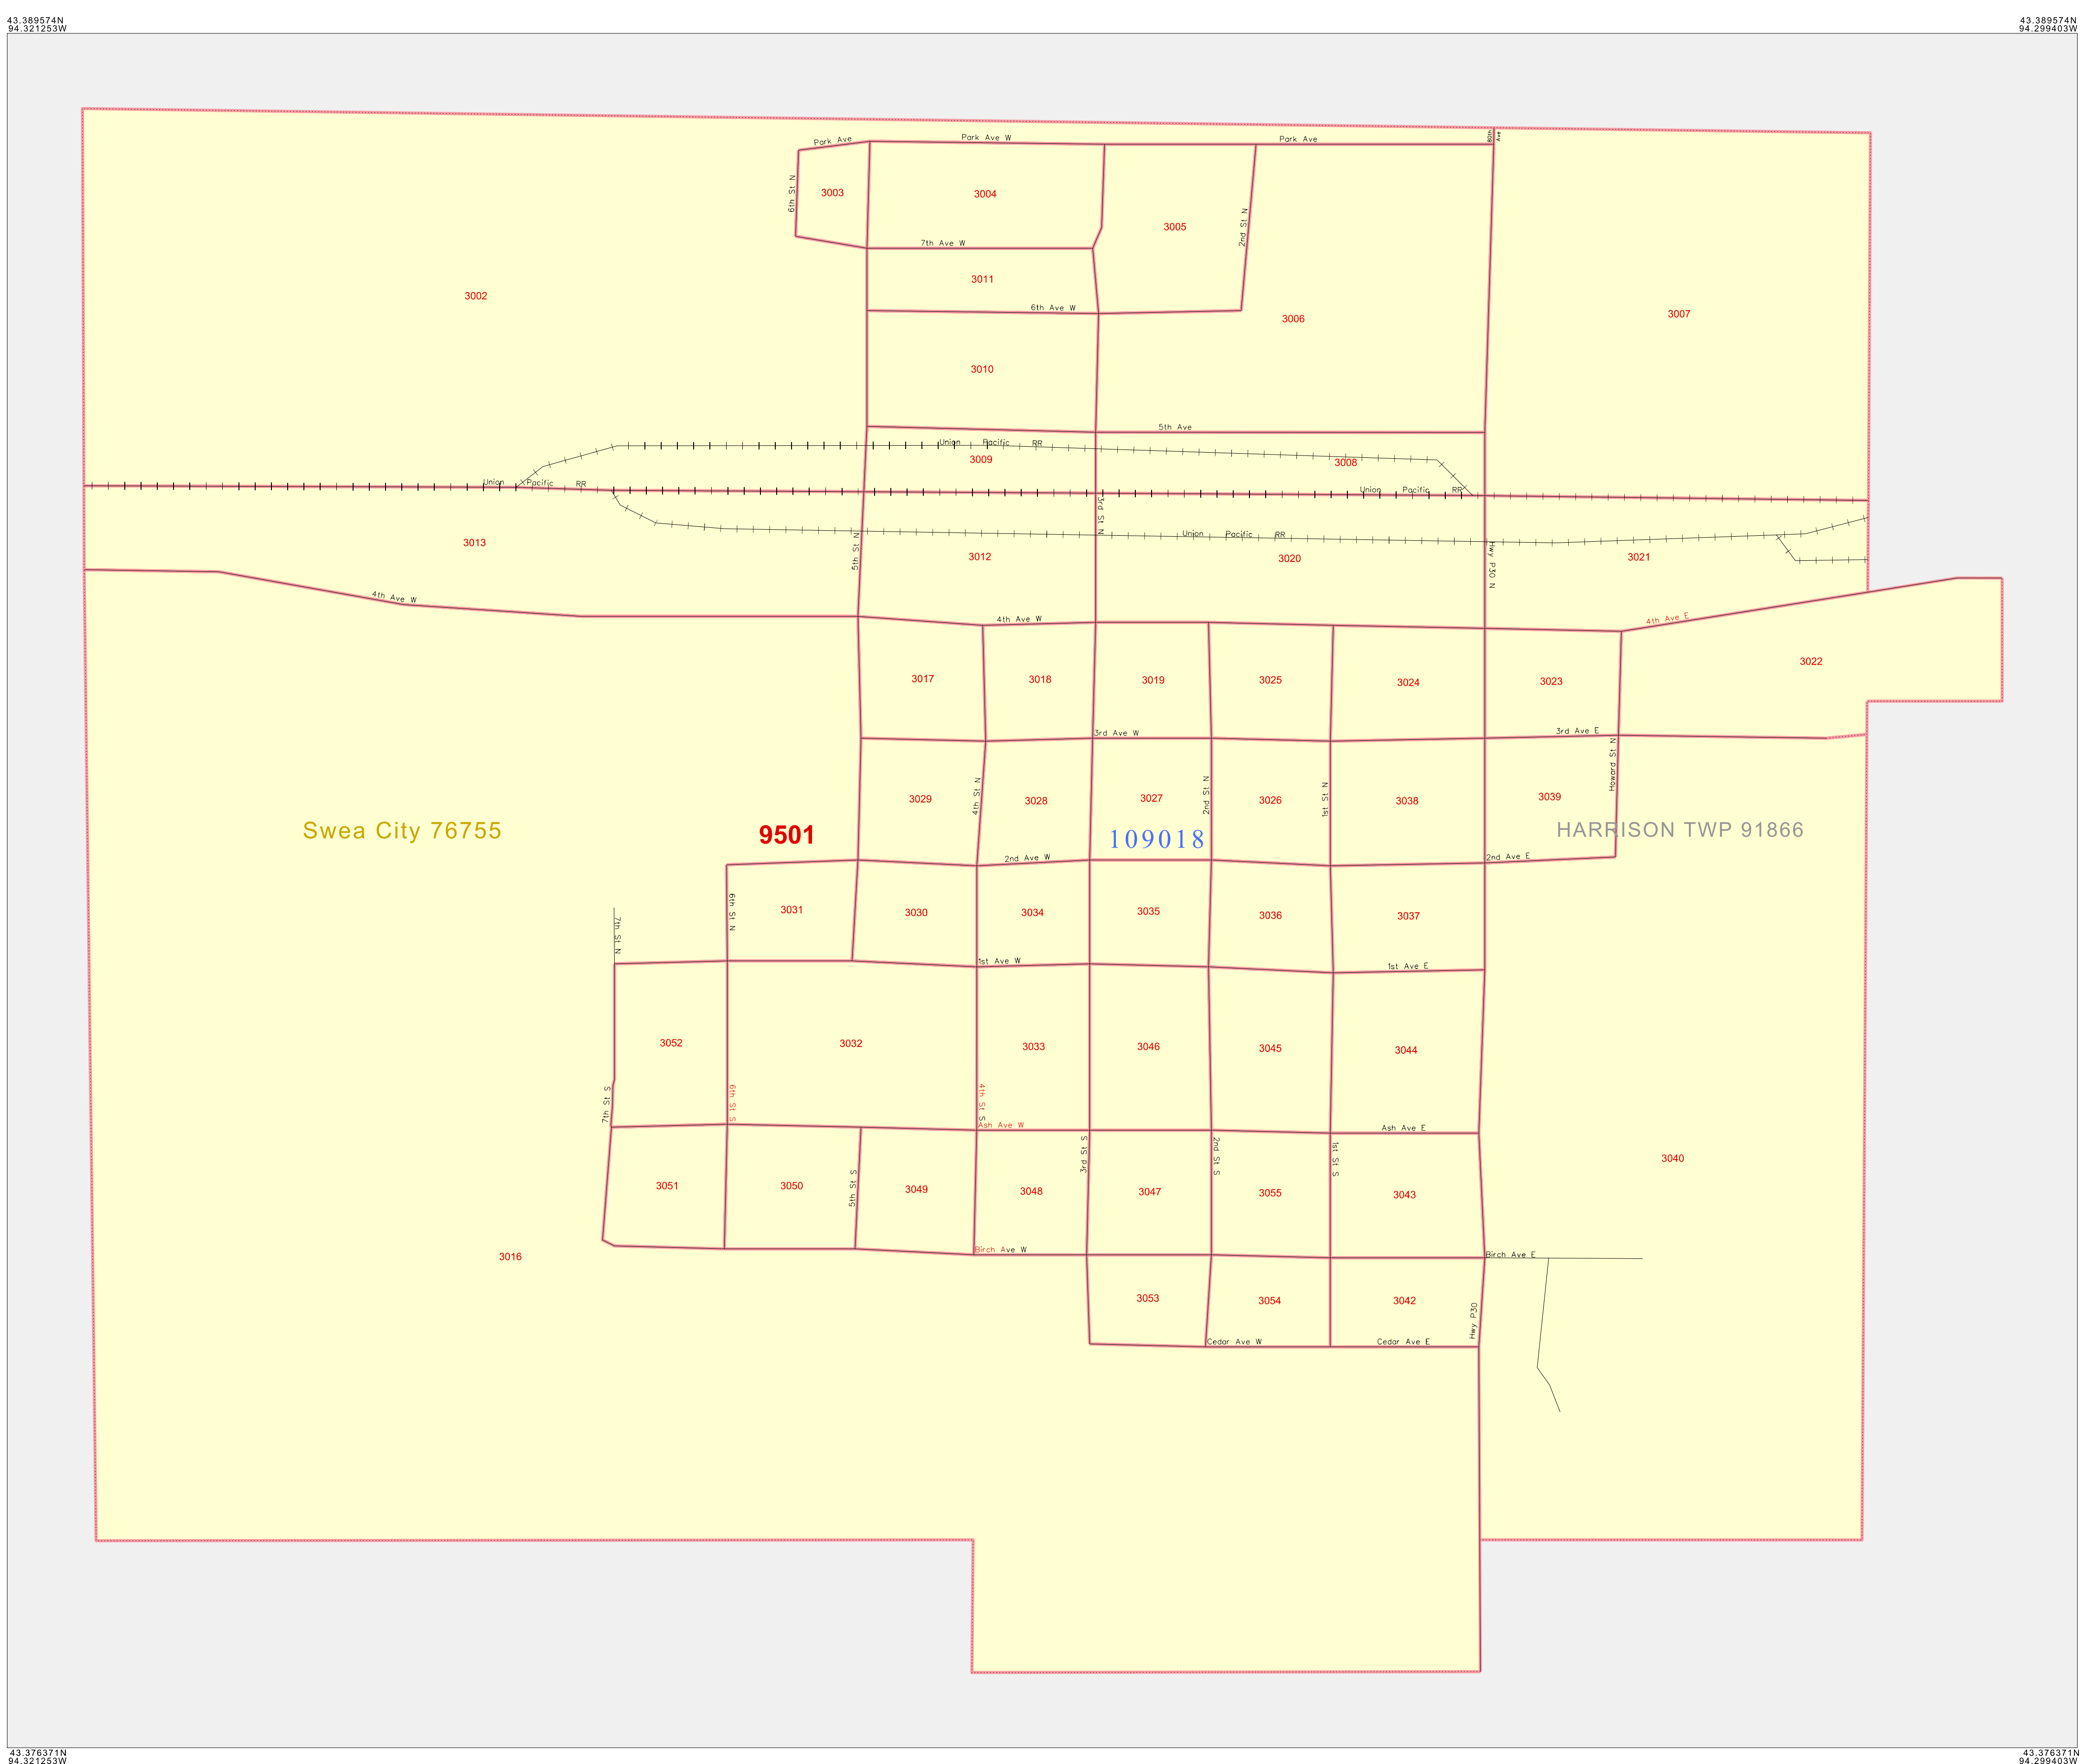 43.389574N
94.321253W
43.389574N
94.299403W
80th Ave
Park Ave
Park Ave W
Park Ave
6th St N
3003
3004
3005
2nd St N
7th Ave W
3011
3002
6th Ave W
3006
3007
3010
5th Ave
Union Pacific RR
3009
3008
Union Pacific RR
Union Pacific RR
3rd St N
Union Pacific RR
5th St N
3013
3012
3020
Hwy P30 N
3021
4th Ave W
4th Ave W
4th Ave E
3022
3017
3018
3019
3025
3024
3023
3rd Ave W
3rd Ave E
Howard St N
4th St N
2nd St N
1st St N
3029
3028
3027
3026
3038
3039
Swea City 76755
9501
109018
HARRISON TWP 91866
2nd Ave W
2nd Ave E
6th St N
3031
3030
3034
3035
3036
3037
7th St N
1st Ave W
1st Ave E
3052
3032
3033
3046
3045
3044
7th St S
6th St S
4th St S
Ash Ave W
Ash Ave E
3rd St S
2nd St S
1st St S
3040
5th St S
3051
3050
3049
3048
3047
3055
3043
3016
Birch Ave W
Birch Ave E
3053
3054
3042
Hwy P30
Cedar Ave W
Cedar Ave E
43.376371N
94.321253W
43.376371N
94.299403W